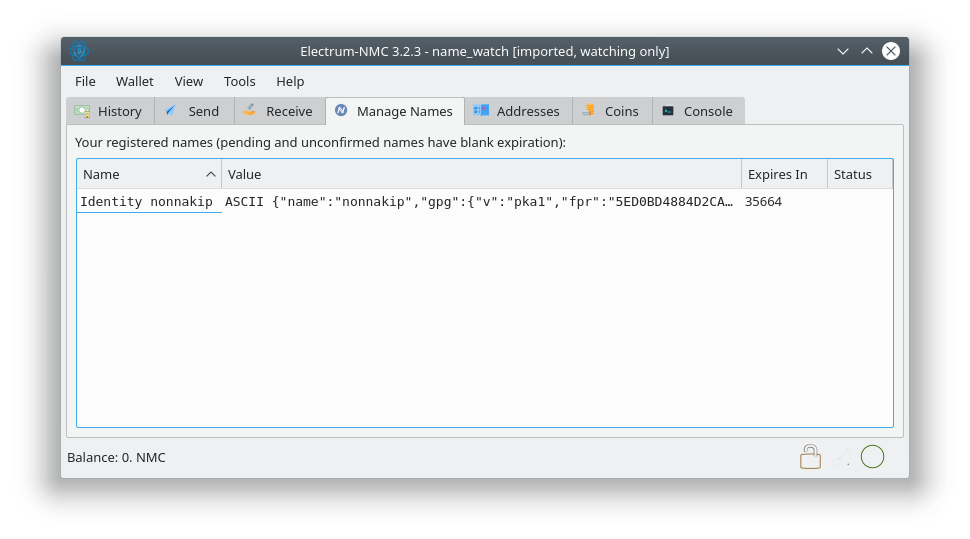 Electrum-NMC 3.2.3 - name_watch [imported, watching only]
File Wallet View Tools Help
History Send Receive Manage Names Addresses Coins Console
Your registered names (pending and unconfirmed names have blank expiration):
Name Value Expires In Status
Identity nonnakip ASCII {"name":"nonnakip","gpg":{"v":"pka1","fpr":"5ED0BD4884D2CA… 35664
Balance: 0. NMC